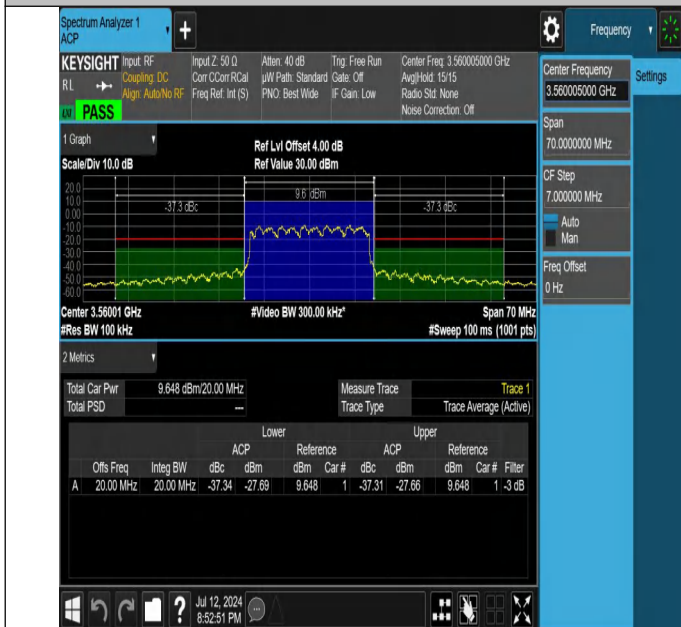 Spectrum Analyzer 1
ACP
Frequency
KEYSIGHT Input: RF Input Z: 50 Ω Atten: 40 dB Trig: Free Run Center Freq: 3.560005000 GHz
RL Coupling: DC Corr CCorr RCal µW Path: Standard Gate: Off Avg|Hold: 15/15
Align: Auto/No RF Freq Ref: Int (S) PNO: Best Wide IF Gain: Low Radio Std: None
PASS Noise Correction: Off
Center Frequency
3.560005000 GHz
Settings
Span
70.0000000 MHz
CF Step
7.000000 MHz
Auto
Man
Freq Offset
0 Hz
1 Graph
Ref Lvl Offset 4.00 dB
Scale/Div 10.0 dB Ref Value 30.00 dBm
20.0
10.0
0.00
-10.0
-20.0
-30.0
-40.0
-50.0
-60.0
-37.3 dBc 9.6 dBm -37.3 dBc
Center 3.56001 GHz #Video BW 300.00 kHz* Span 70 MHz
#Res BW 100 kHz #Sweep 100 ms (1001 pts)
2 Metrics
Total Car Pwr 9.648 dBm/20.00 MHz Measure Trace Trace 1
Total PSD --- Trace Type Trace Average (Active)
Lower Upper
ACP Reference ACP Reference
Offs Freq Integ BW dBc dBm dBm Car # dBc dBm dBm Car # Filter
A 20.00 MHz 20.00 MHz -37.34 -27.69 9.648 1 -37.31 -27.66 9.648 1 -3 dB
Jul 12, 2024
8:52:51 PM